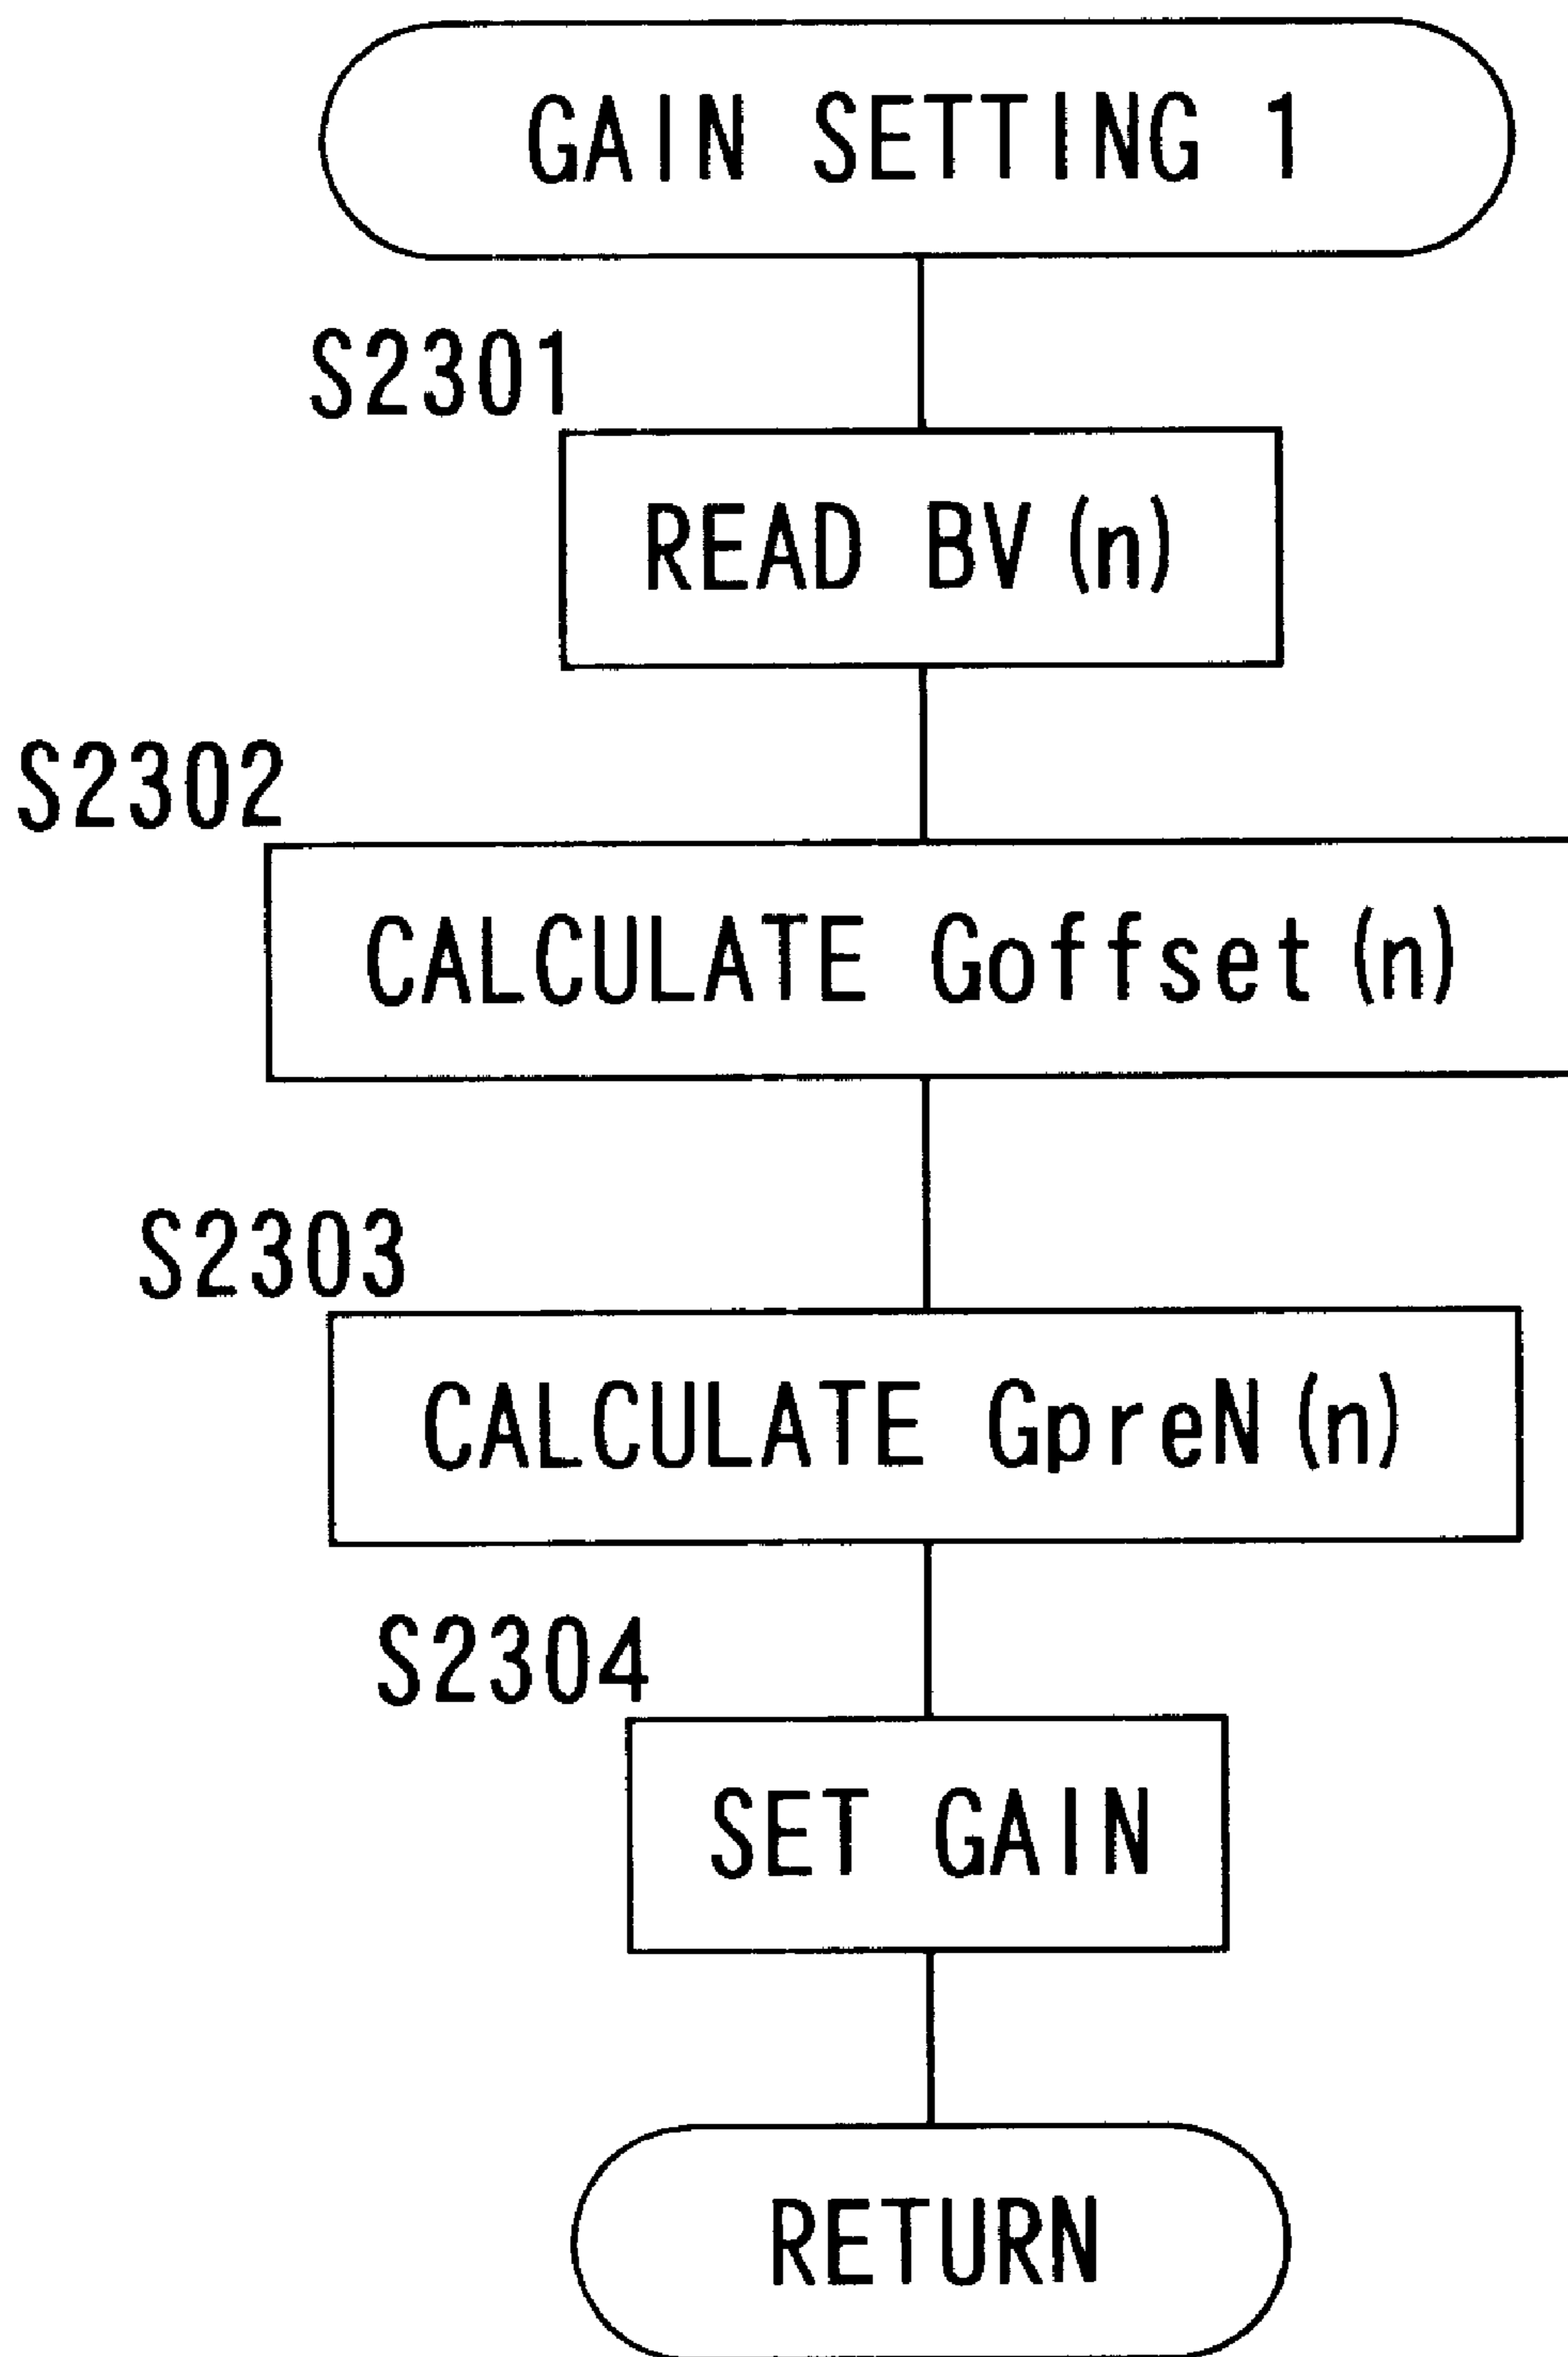 GAIN SETTING 1
S2301
READ BV(n)
S2302
CALCULATE Goffset(n)
S2303
CALCULATE GpreN(n)
S2304
SET GAIN
RETURN